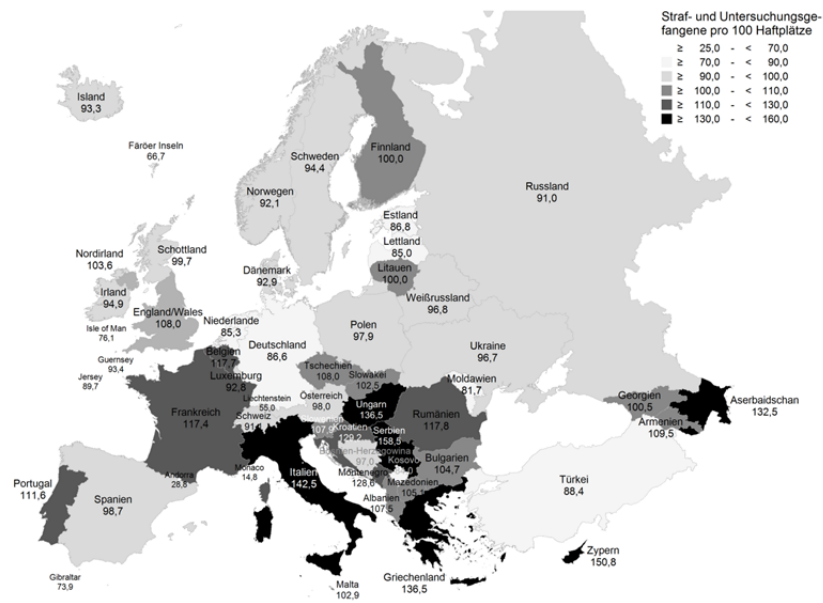 Straf- und Untersuchungsge-
fangene pro 100 Haftplätze
≥ 25,0 - < 70,0
≥ 70,0 - < 90,0
≥ 90,0 - < 100,0
≥ 100,0 - < 110,0
≥ 110,0 - < 130,0
≥ 130,0 - < 160,0
Island
93,3
Färöer Inseln
66,7
Finnland
100,0
Schweden
94,4
Norwegen
92,1
Russland
91,0
Estland
86,8
Lettland
85,0
Litauen
100,0
Schottland
99,7
Nordirland
103,6
Dänemark
92,9
Irland
94,9
Weißrussland
96,8
England/Wales
108,0
Isle of Man
76,1
Niederlande
85,3
Polen
97,9
Deutschland
86,6
Ukraine
96,7
Belgien
117,7
Guernsey
93,4
Jersey
89,7
Luxemburg
92,8
Tschechien
108,0
Slowakei
102,5
Moldawien
81,7
Liechtenstein
55,0
Österreich
98,0
Ungarn
136,5
Georgien
100,5
Aserbaidschan
132,5
Frankreich
117,4
Schweiz
Rumänien
117,8
Armenien
109,5
Kroatien
129,2
Serbien
158,5
Bosnien-Herzegowina
97,0
Kosovo
Bulgarien
104,7
Andorra
28,6
Monaco
14,8
Italien
142,5
Montenegro
128,6
Mazedonien
Türkei
88,4
Portugal
111,6
Spanien
98,7
Albanien
107,5
Zypern
150,8
Gibraltar
73,9
Malta
102,9
Griechenland
136,5